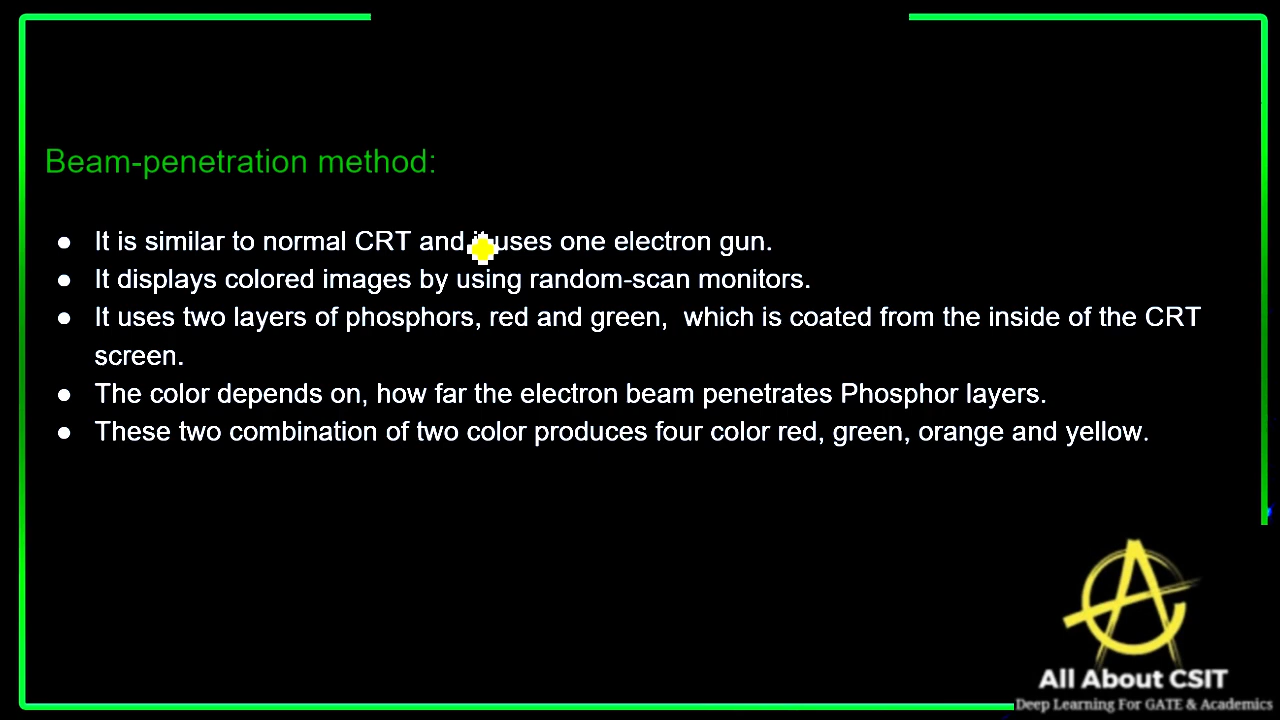 Beam-penetration method:
● It is similar to normal CRT and it uses one electron gun.
● It displays colored images by using random-scan monitors.
● It uses two layers of phosphors, red and green,  which is coated from the inside of the CRT
screen.
● The color depends on, how far the electron beam penetrates Phosphor layers.
● These two combination of two color produces four color red, green, orange and yellow.
All About CSIT
Deep Learning For GATE & Academics